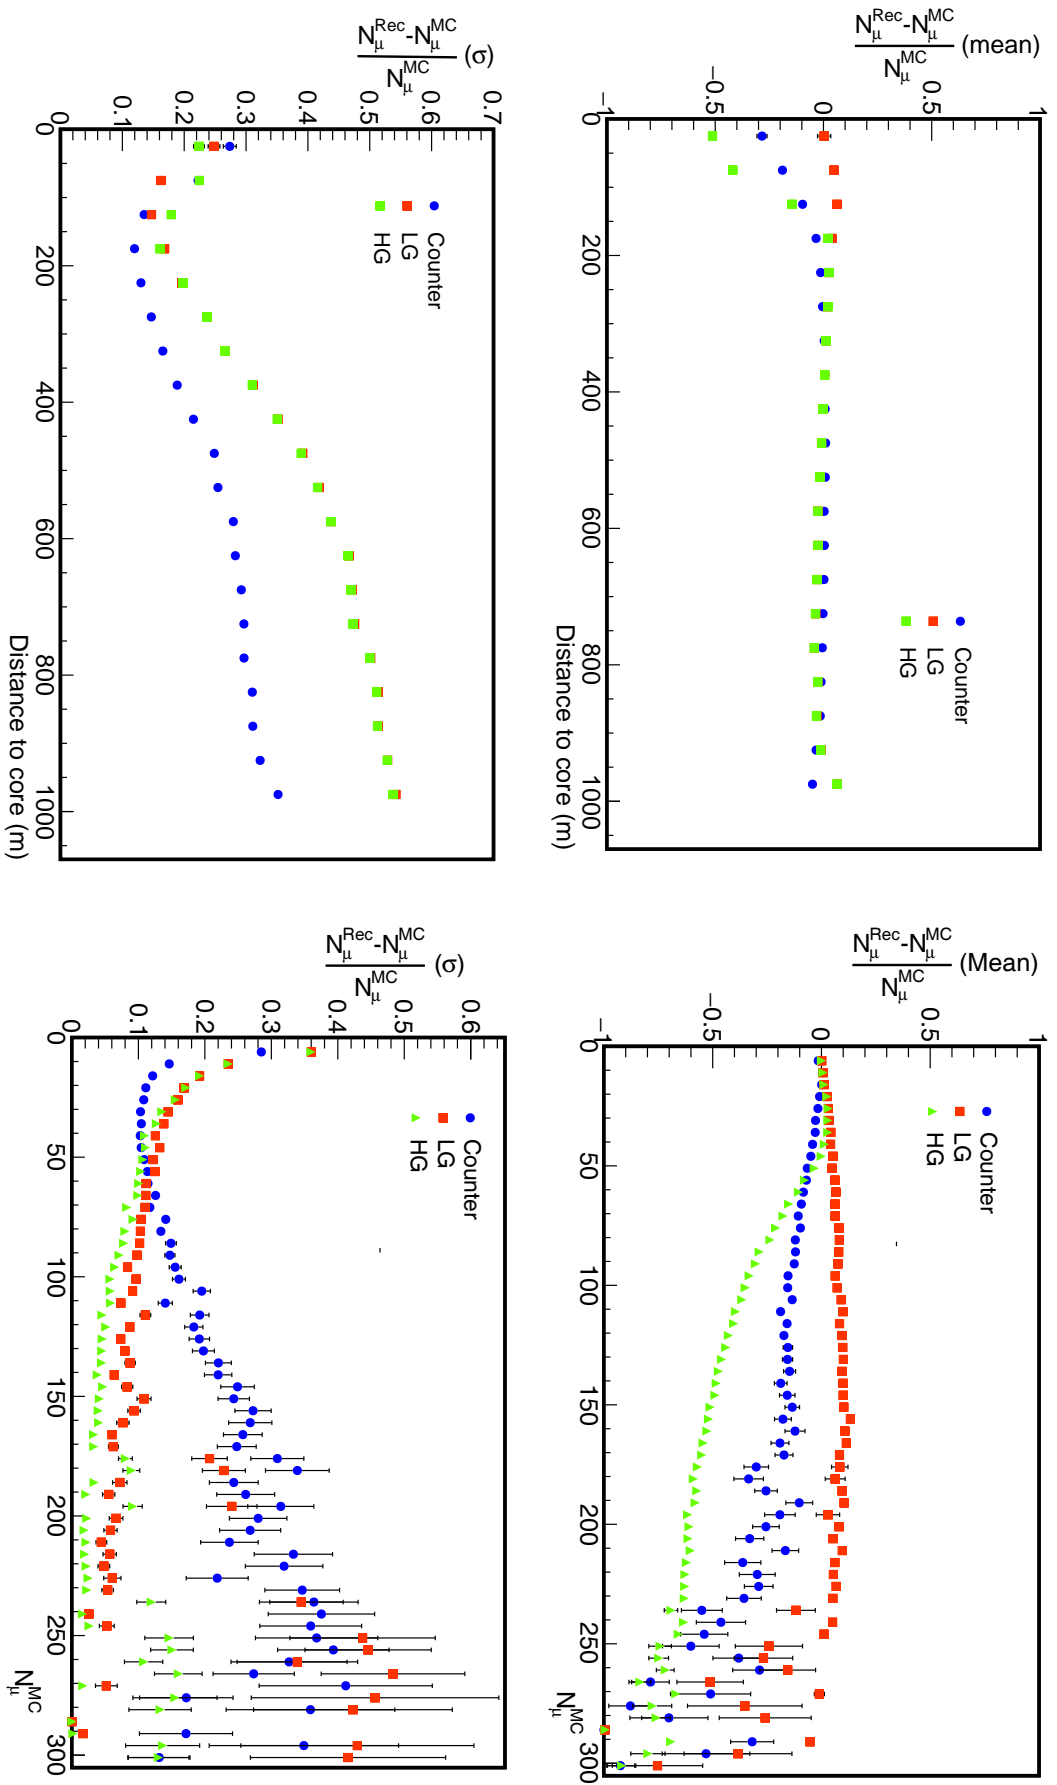 N_μ^Rec-N_μ^MC (mean)
N_μ^MC
1
0.5
0
−0.5
−1
Counter
LG
HG
0 200 400 600 800 1000
Distance to core (m)
N_μ^Rec-N_μ^MC (Mean)
N_μ^MC
1
0.5
0
−0.5
−1
Counter
LG
HG
0 50 100 150 200 250 300
N_μ^MC
N_μ^Rec-N_μ^MC (σ)
N_μ^MC
0.7
0.6
0.5
0.4
0.3
0.2
0.1
0
Counter
LG
HG
0 200 400 600 800 1000
Distance to core (m)
N_μ^Rec-N_μ^MC (σ)
N_μ^MC
0.6
0.5
0.4
0.3
0.2
0.1
0
Counter
LG
HG
0 50 100 150 200 250 300
N_μ^MC